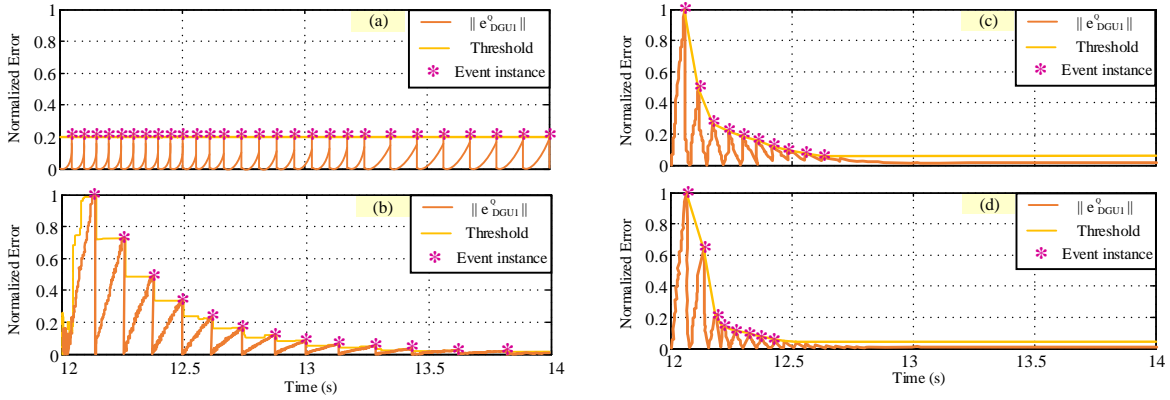 (a)
|| e^Q_DGU1 ||
Threshold
Event instance
Normalized Error
1
0.8
0.6
0.4
0.2
0
(b)
|| e^Q_DGU1 ||
Threshold
Event instance
Normalized Error
1
0.8
0.6
0.4
0.2
0
12 12.5 13 13.5 14
Time (s)
(c)
|| e^Q_DGU1 ||
Threshold
Event instance
Normalized Error
1
0.8
0.6
0.4
0.2
0
(d)
|| e^Q_DGU1 ||
Threshold
Event instance
Normalized Error
1
0.8
0.6
0.4
0.2
0
12 12.5 13 13.5 14
Time (s)